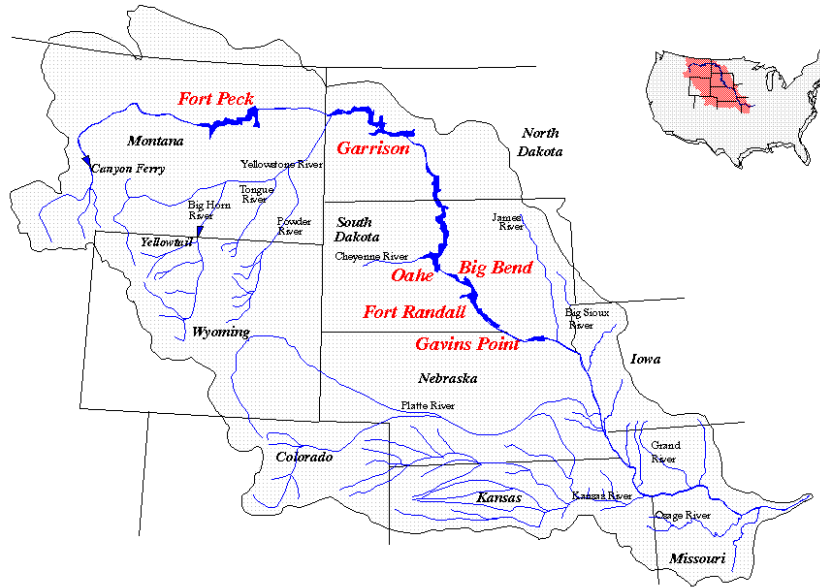 Fort Peck
Montana
Canyon Ferry
Yellowstone River
Tongue
River
Big Horn
River
Powder
River
Yellowtail
Wyoming
Garrison
North
Dakota
South
Dakota
James
River
Cheyenne River
Oahe
Big Bend
Fort Randall
Big Sioux
River
Gavins Point
Iowa
Nebraska
Platte River
Colorado
Kansas
Kansas River
Grand
River
Osage River
Missouri